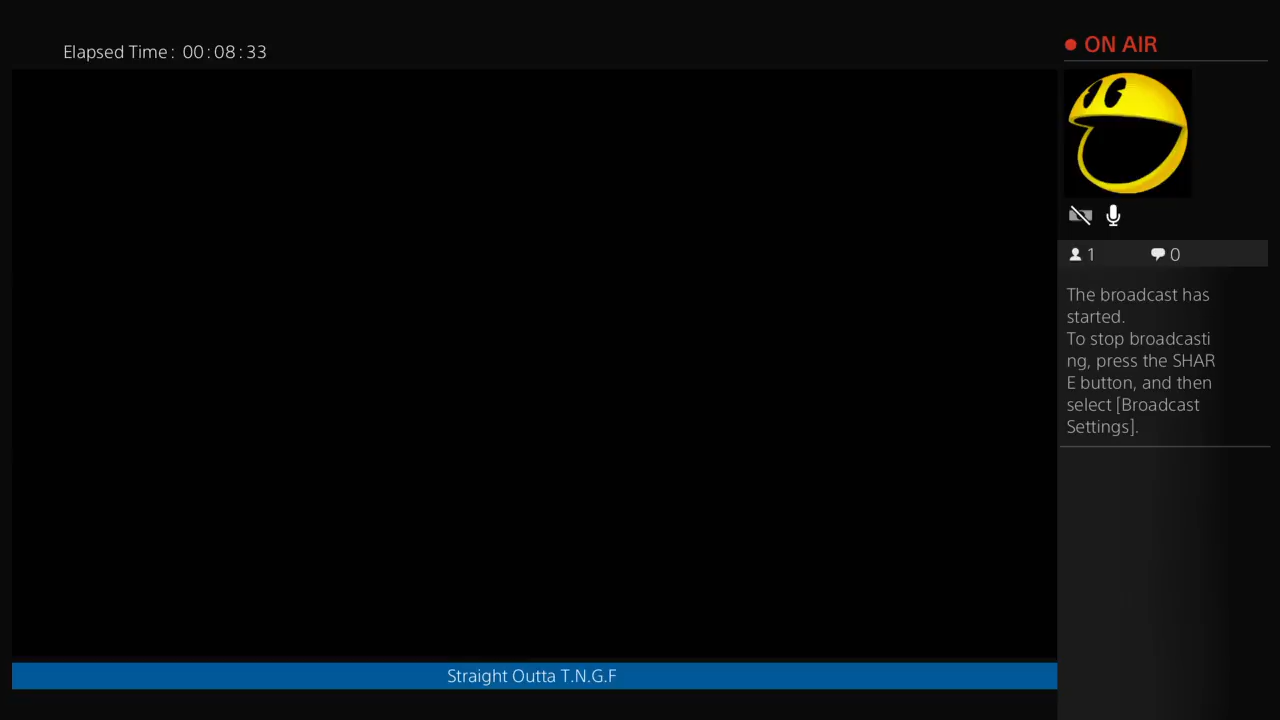 Elapsed Time: 00:08:33
ON AIR
1 0
The broadcast has
started.
To stop broadcasti
ng, press the SHAR
E button, and then
select [Broadcast
Settings].
Straight Outta T.N.G.F